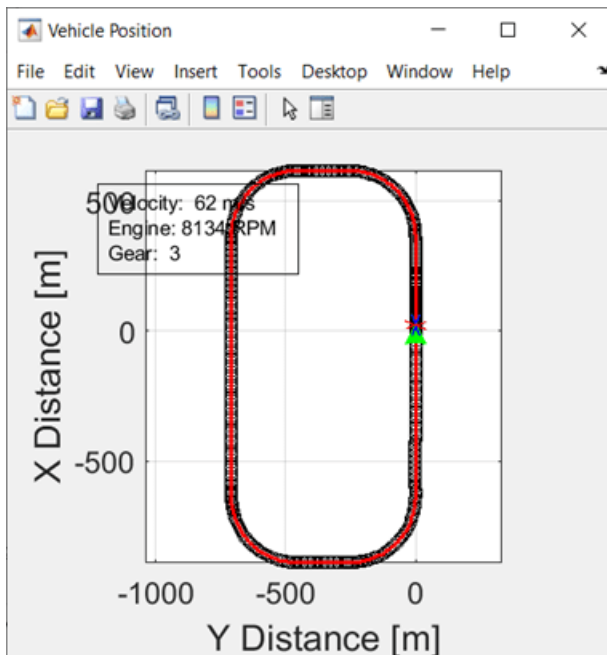 Vehicle Position
File Edit View Insert Tools Desktop Window Help
500
Velocity: 62 m/s
Engine: 8134 RPM
Gear: 3
0
-500
X Distance [m]
-1000 -500 0
Y Distance [m]